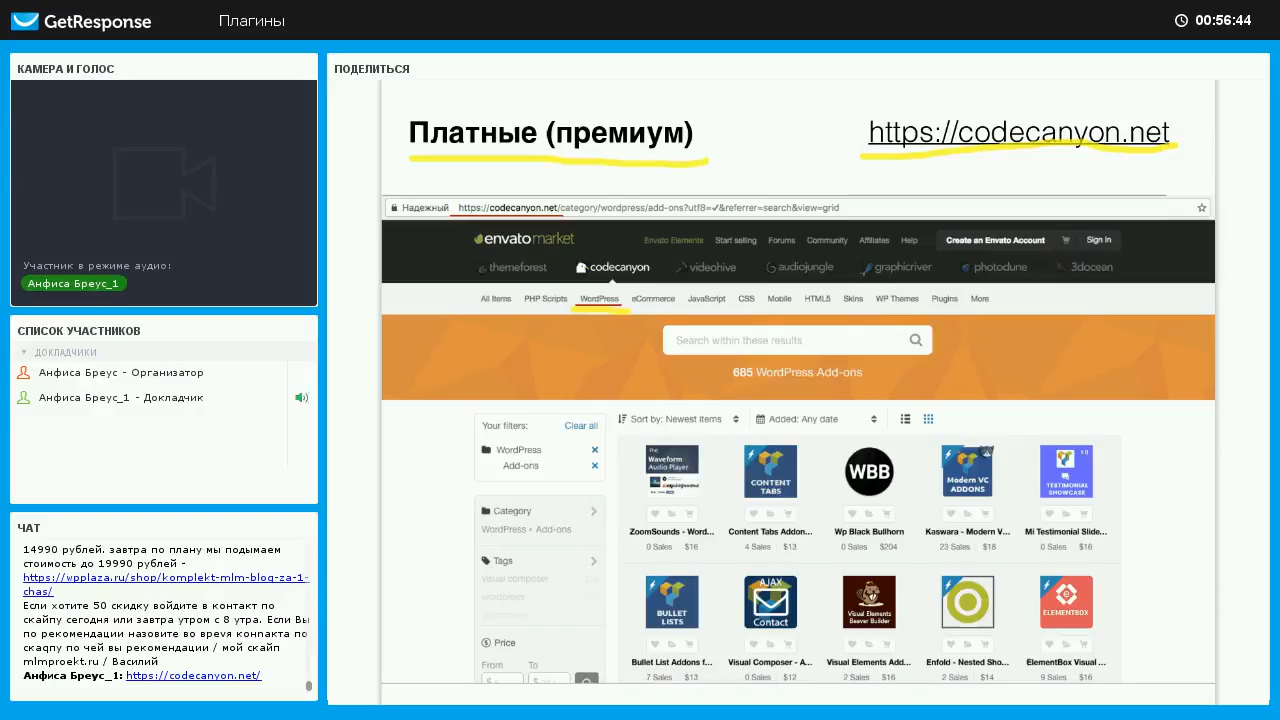 GetResponse
Плагины
00:56:44
КАМЕРА И ГОЛОС
Участник в режиме аудио:
Анфиса Бреус_1
СПИСОК УЧАСТНИКОВ
ДОКЛАДЧИКИ
Анфиса Бреус - Организатор
Анфиса Бреус_1 - Докладчик
ЧАТ
14990 рублей. завтра по плану мы подымаем
стоимость до 19990 рублей -
https://wpplaza.ru/shop/komplekt-mlm-blog-za-1-
chas/
Если хотите 50 скидку войдите в контакт по
скайпу сегодня или завтра утром с 8 утра. Если Вы
по рекомендации назовите во время конпакта по
скаqпу по чей вы рекомендации / мой скайп
mlmproekt.ru / Василий
Анфиса Бреус_1: https://codecanyon.net/
ПОДЕЛИТЬСЯ
Платные (премиум)
https://codecanyon.net
Надежный https://codecanyon.net/category/wordpress/add-ons?utf8=✓&referrer=search&view=grid
envatomarket
Envato Elements Start selling Forums Community Affiliates Help Create an Envato Account Sign In
themeforest codecanyon videohive audiojungle graphicriver photodune 3docean
All Items PHP Scripts WordPress eCommerce JavaScript CSS Mobile HTML5 Skins WP Themes Plugins More
Search within these results
685 WordPress Add-ons
Your filters: Clear all
WordPress
Add-ons
Category
WordPress • Add-ons
Tags
visual composer
wordpress
Price
From To
Sort by: Newest items Added: Any date
Waveform
Audio Player
CONTENT
TABS
WBB
Modern VC
ADDONS
TESTIMONIAL
SHOWCASE
ZoomSounds - Word... Content Tabs Addon... Wp Black Bullhorn Kaswara - Modern V... Mi Testimonial Slide...
0 Sales $16 4 Sales $13 0 Sales $204 23 Sales $18 0 Sales $16
BULLET
LISTS
AJAX
Contact
Visual Elements
Beaver Builder
ELEMENTBOX
Bullet List Addons f... Visual Composer - A... Visual Elements Add... Enfold - Nested Sho... ElementBox Visual ...
7 Sales $13 0 Sales $12 2 Sales $16 2 Sales $14 9 Sales $16